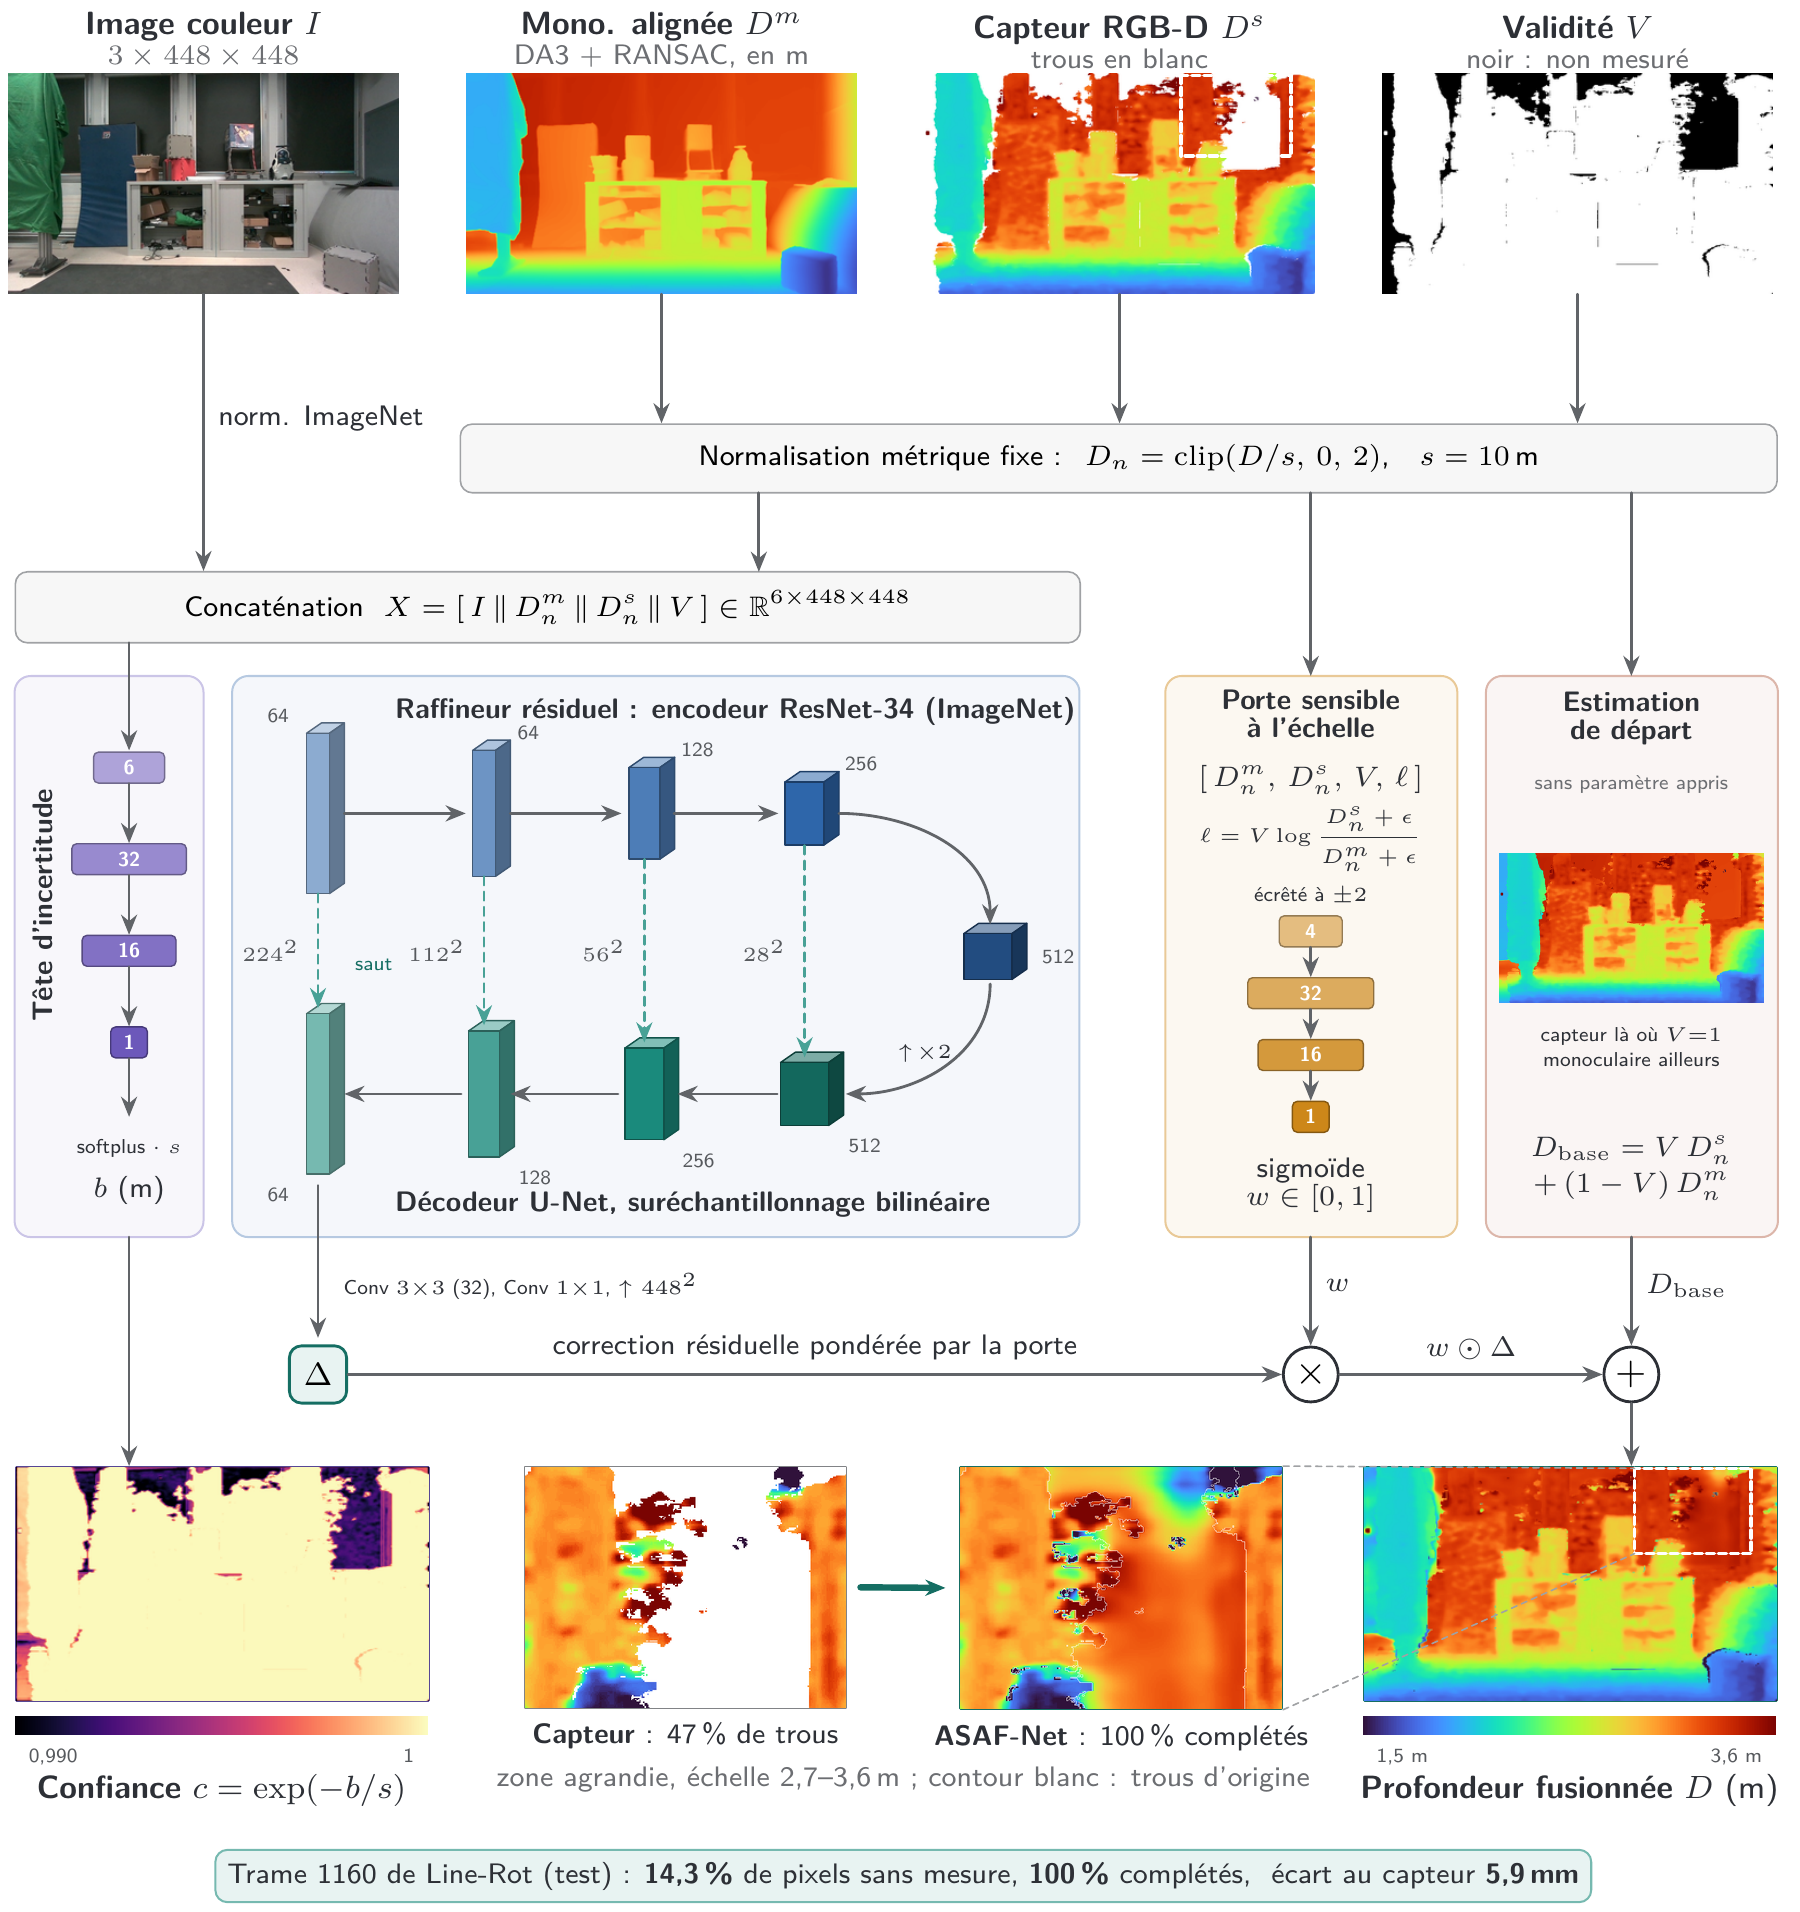 Image couleur I
3 × 448 × 448
Mono. alignée D^m
DA3 + RANSAC, en m
Capteur RGB-D D^s
trous en blanc
Validité V
noir : non mesuré
norm. ImageNet
Normalisation métrique fixe : D_n = clip(D/s, 0, 2), s = 10 m
Concaténation X = [ I ∥ D_n^m ∥ D_n^s ∥ V ] ∈ ℝ^{6×448×448}
Tête d'incertitude
6
32
16
1
softplus · s
b (m)
Raffineur résiduel : encodeur ResNet-34 (ImageNet)
64
64
128
256
512
224²
saut
112²
56²
28²
↑×2
512
256
128
64
Décodeur U-Net, suréchantillonnage bilinéaire
Porte sensible
à l'échelle
[ D_n^m, D_n^s, V, ℓ ]
ℓ = V log (D_n^s + ϵ) / (D_n^m + ϵ)
écrêté à ±2
4
32
16
1
sigmoïde
w ∈ [0, 1]
Estimation
de départ
sans paramètre appris
capteur là où V=1
monoculaire ailleurs
D_base = V D_n^s
+ (1 − V) D_n^m
Conv 3×3 (32), Conv 1×1, ↑ 448²
w
D_base
Δ
correction résiduelle pondérée par la porte
×
w ⊙ Δ
+
0,990
1
Confiance c = exp(−b/s)
Capteur : 47 % de trous
ASAF-Net : 100 % complétés
zone agrandie, échelle 2,7–3,6 m ; contour blanc : trous d'origine
1,5 m
3,6 m
Profondeur fusionnée D (m)
Trame 1160 de Line-Rot (test) : 14,3 % de pixels sans mesure, 100 % complétés, écart au capteur 5,9 mm